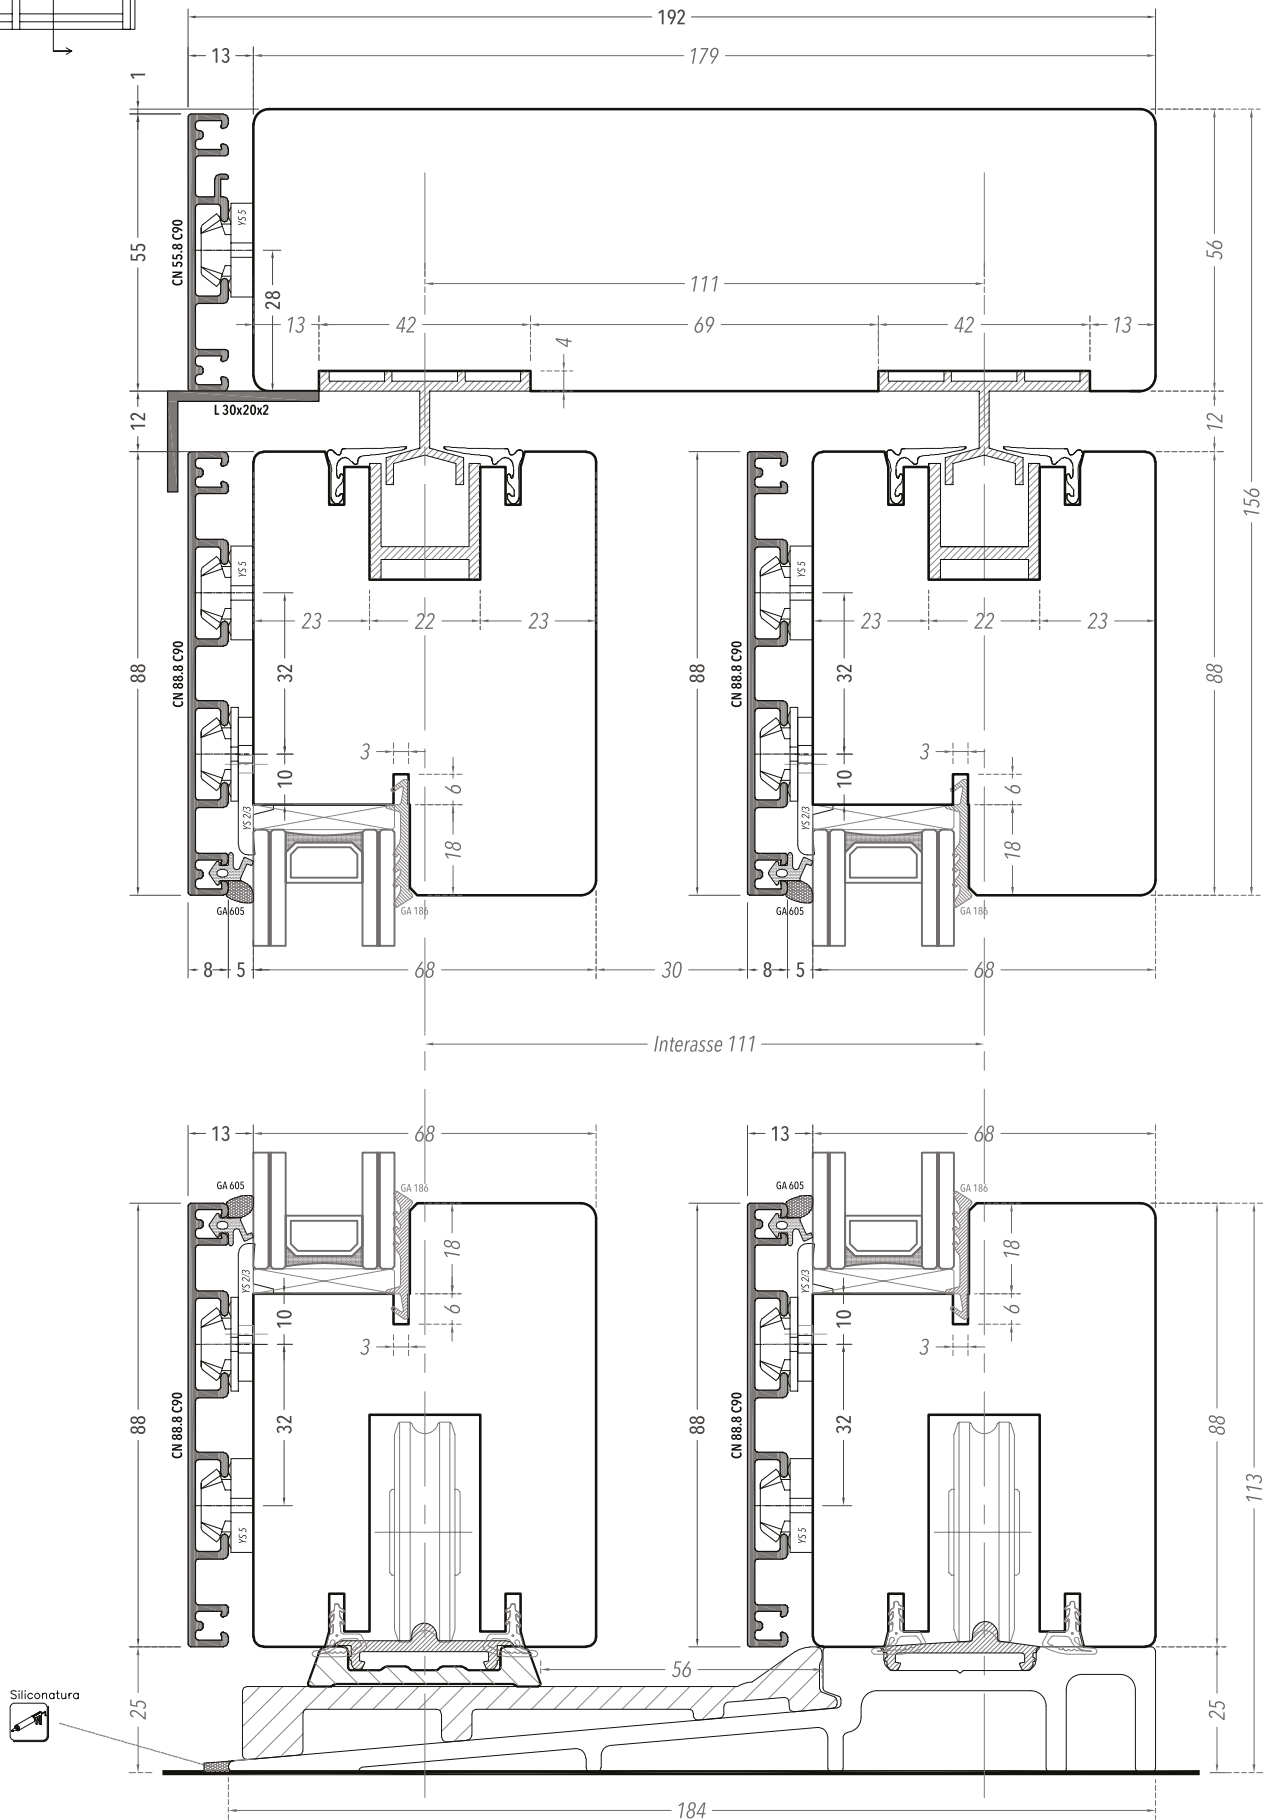 192
13
179
1
55
CN 55.8 C90
YS 5
28
111
56
13
42
69
42
13
4
12
L 30x20x2
12
156
88
CN 88.8 C90
YS 5
23
22
23
32
88
CN 88.8 C90
YS 5
23
22
23
32
88
3
10
6
YS 2/3
18
3
10
6
YS 2/3
18
GA 605
GA 186
GA 605
GA 186
8
5
68
30
8
5
68
Interasse 111
13
68
13
68
GA 605
GA 186
GA 605
GA 186
18
YS 2/3
6
10
3
18
YS 2/3
6
10
3
88
CN 88.8 C90
32
YS 5
88
CN 88.8 C90
32
YS 5
88
113
56
25
25
Siliconatura
184